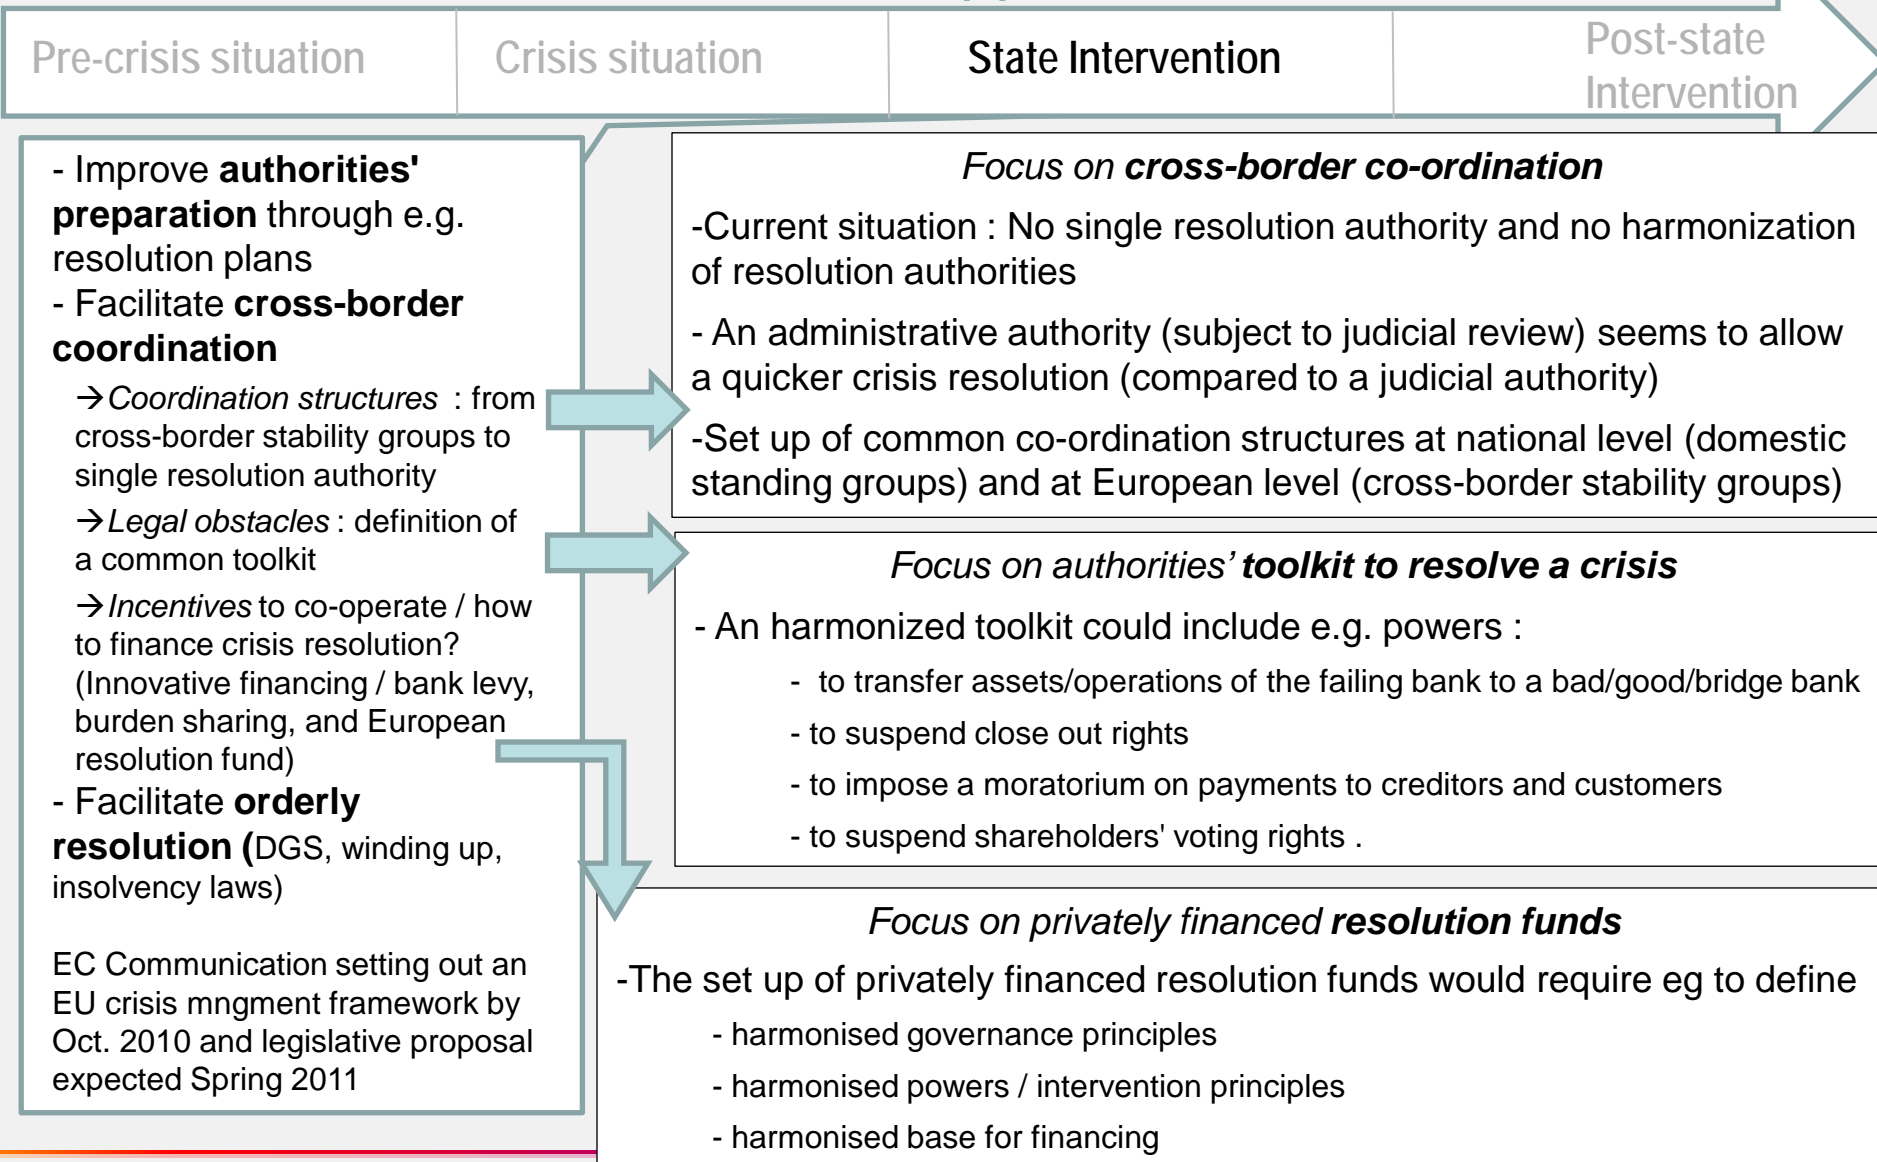 Pre-crisis situation
Crisis situation
State Intervention
Post-state
Intervention
- Improve authorities'
preparation through e.g.
resolution plans
- Facilitate cross-border
coordination
→Coordination structures : from
cross-border stability groups to
single resolution authority
→Legal obstacles : definition of
a common toolkit
→Incentives to co-operate / how
to finance crisis resolution?
(Innovative financing / bank levy,
burden sharing, and European
resolution fund)
- Facilitate orderly
resolution (DGS, winding up,
insolvency laws)
EC Communication setting out an
EU crisis mngment framework by
Oct. 2010 and legislative proposal
expected Spring 2011
Focus on cross-border co-ordination
-Current situation : No single resolution authority and no harmonization
of resolution authorities
- An administrative authority (subject to judicial review) seems to allow
a quicker crisis resolution (compared to a judicial authority)
-Set up of common co-ordination structures at national level (domestic
standing groups) and at European level (cross-border stability groups)
Focus on authorities’ toolkit to resolve a crisis
- An harmonized toolkit could include e.g. powers :
- to transfer assets/operations of the failing bank to a bad/good/bridge bank
- to suspend close out rights
- to impose a moratorium on payments to creditors and customers
- to suspend shareholders' voting rights .
Focus on privately financed resolution funds
-The set up of privately financed resolution funds would require eg to define
- harmonised governance principles
- harmonised powers / intervention principles
- harmonised base for financing